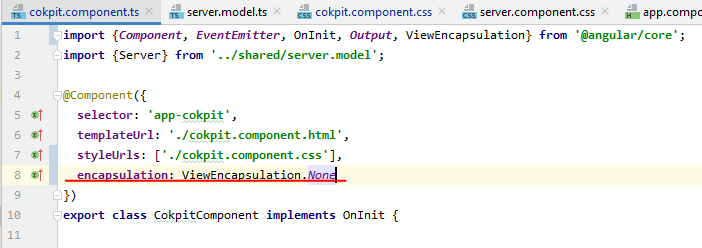 cokpit.component.ts server.model.ts cokpit.component.css server.component.css app.compo
1 import {Component, EventEmitter, OnInit, Output, ViewEncapsulation} from '@angular/core';
2 import {Server} from '../shared/server.model';
3
4 @Component({
5 selector: 'app-cokpit',
6 templateUrl: './cokpit.component.html',
7 styleUrls: ['./cokpit.component.css'],
8 encapsulation: ViewEncapsulation.None
9 })
10 export class CokpitComponent implements OnInit {
11